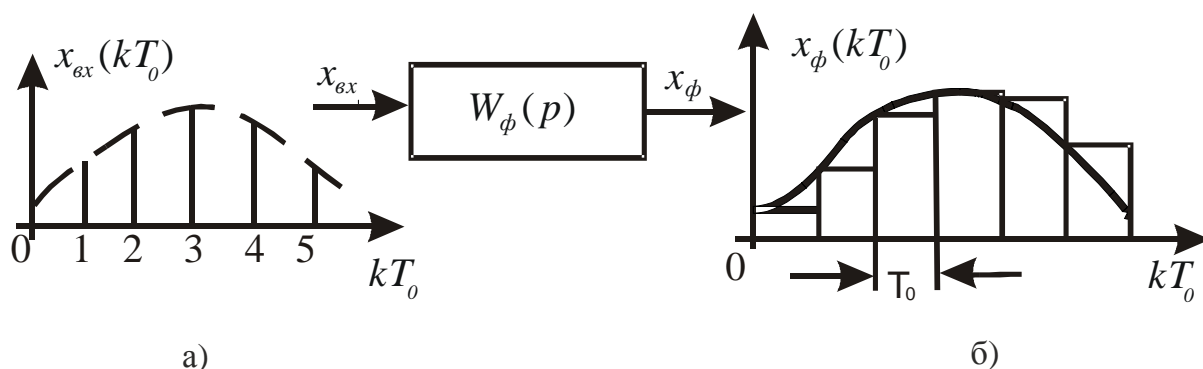 x_вх(kT_0)
0 1 2 3 4 5
kT_0
а)
x_вх
W_ф(p)
x_ф
x_ф(kT_0)
0
T_0
kT_0
б)